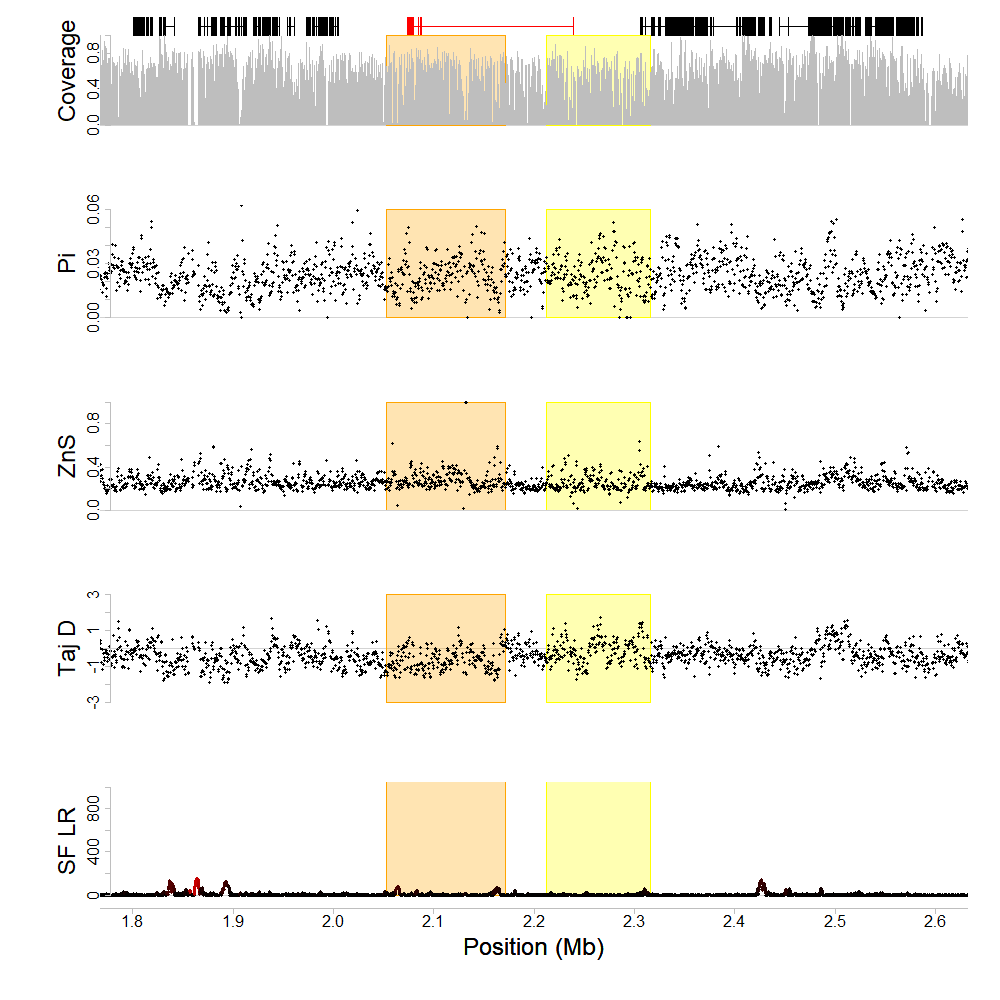 Coverage
0.0 0.4 0.8
Pi
0.00 0.03 0.06
ZnS
0.0 0.4 0.8
Taj D
-3 -1 1 3
SF LR
0 400 800
1.8 1.9 2.0 2.1 2.2 2.3 2.4 2.5 2.6
Position (Mb)